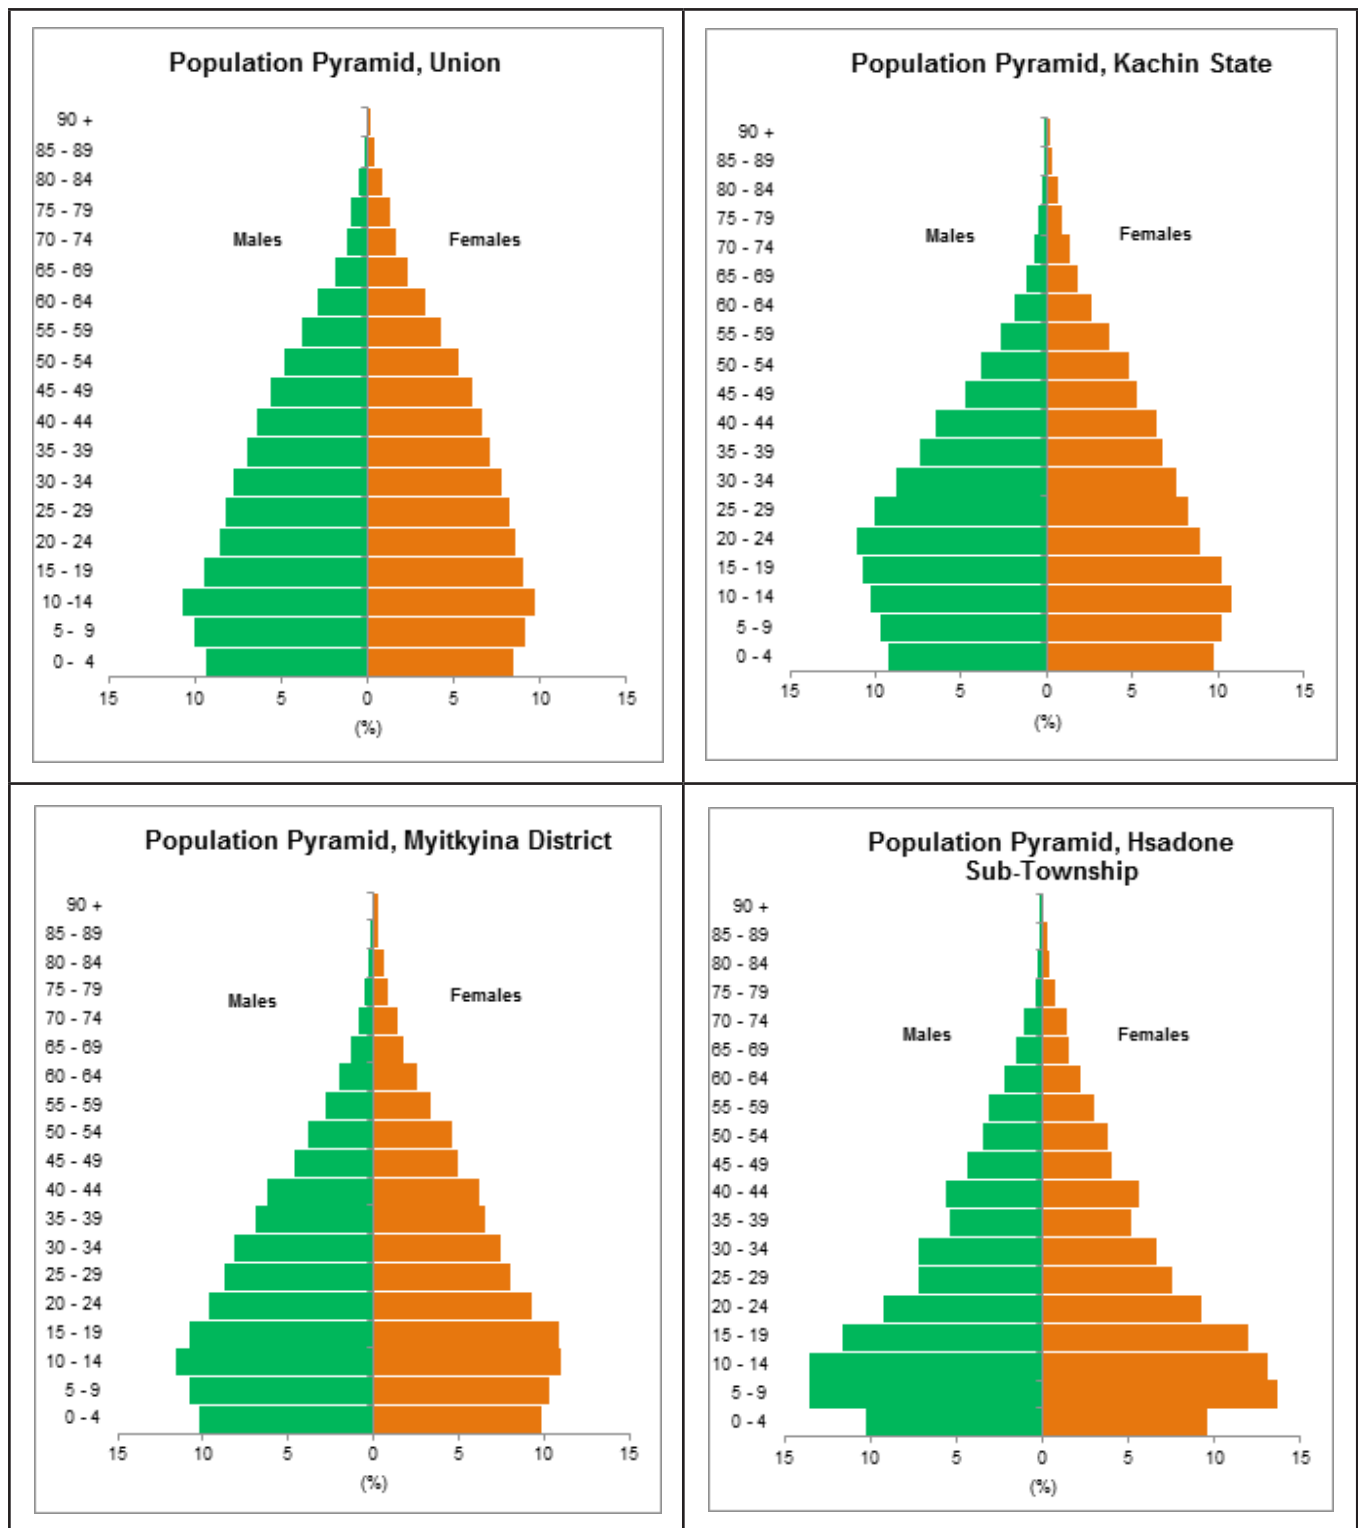 Population Pyramid, Union
90 +
85 - 89
80 - 84
75 - 79
70 - 74
65 - 69
60 - 64
55 - 59
50 - 54
45 - 49
40 - 44
35 - 39
30 - 34
25 - 29
20 - 24
15 - 19
10 -14
5 - 9
0 - 4
Males
Females
15 10 5 0 5 10 15
(%)
Population Pyramid, Kachin State
90 +
85 - 89
80 - 84
75 - 79
70 - 74
65 - 69
60 - 64
55 - 59
50 - 54
45 - 49
40 - 44
35 - 39
30 - 34
25 - 29
20 - 24
15 - 19
10 - 14
5 - 9
0 - 4
Males
Females
15 10 5 0 5 10 15
(%)
Population Pyramid, Myitkyina District
90 +
85 - 89
80 - 84
75 - 79
70 - 74
65 - 69
60 - 64
55 - 59
50 - 54
45 - 49
40 - 44
35 - 39
30 - 34
25 - 29
20 - 24
15 - 19
10 - 14
5 - 9
0 - 4
Males
Females
15 10 5 0 5 10 15
(%)
Population Pyramid, Hsadone
Sub-Township
90 +
85 - 89
80 - 84
75 - 79
70 - 74
65 - 69
60 - 64
55 - 59
50 - 54
45 - 49
40 - 44
35 - 39
30 - 34
25 - 29
20 - 24
15 - 19
10 - 14
5 - 9
0 - 4
Males
Females
15 10 5 0 5 10 15
(%)